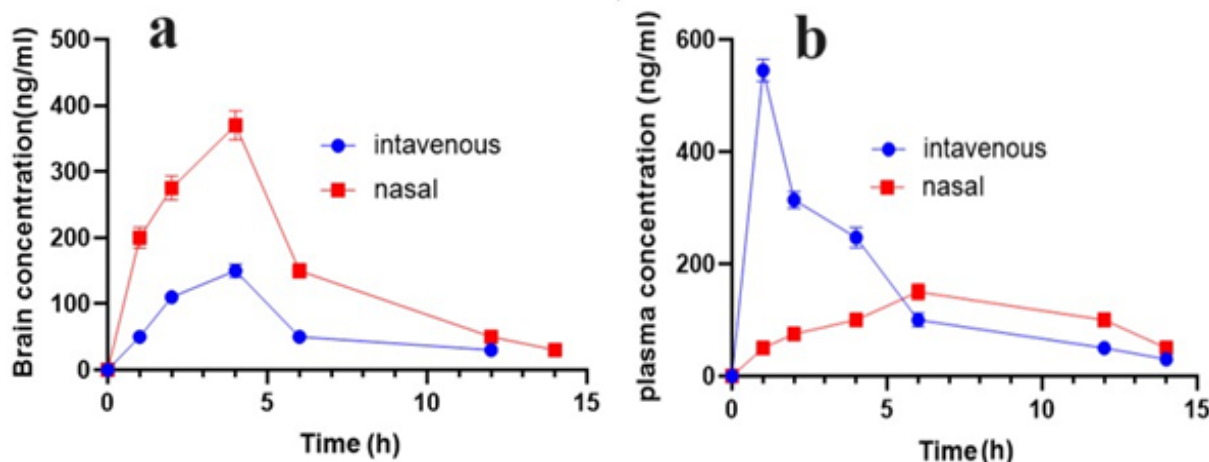 a
Brain concentration(ng/ml)
500
400
300
200
100
0
intavenous
nasal
0
5
10
15
Time (h)
b
plasma concentration (ng/ml)
600
400
200
0
intavenous
nasal
0
5
10
15
Time(h)